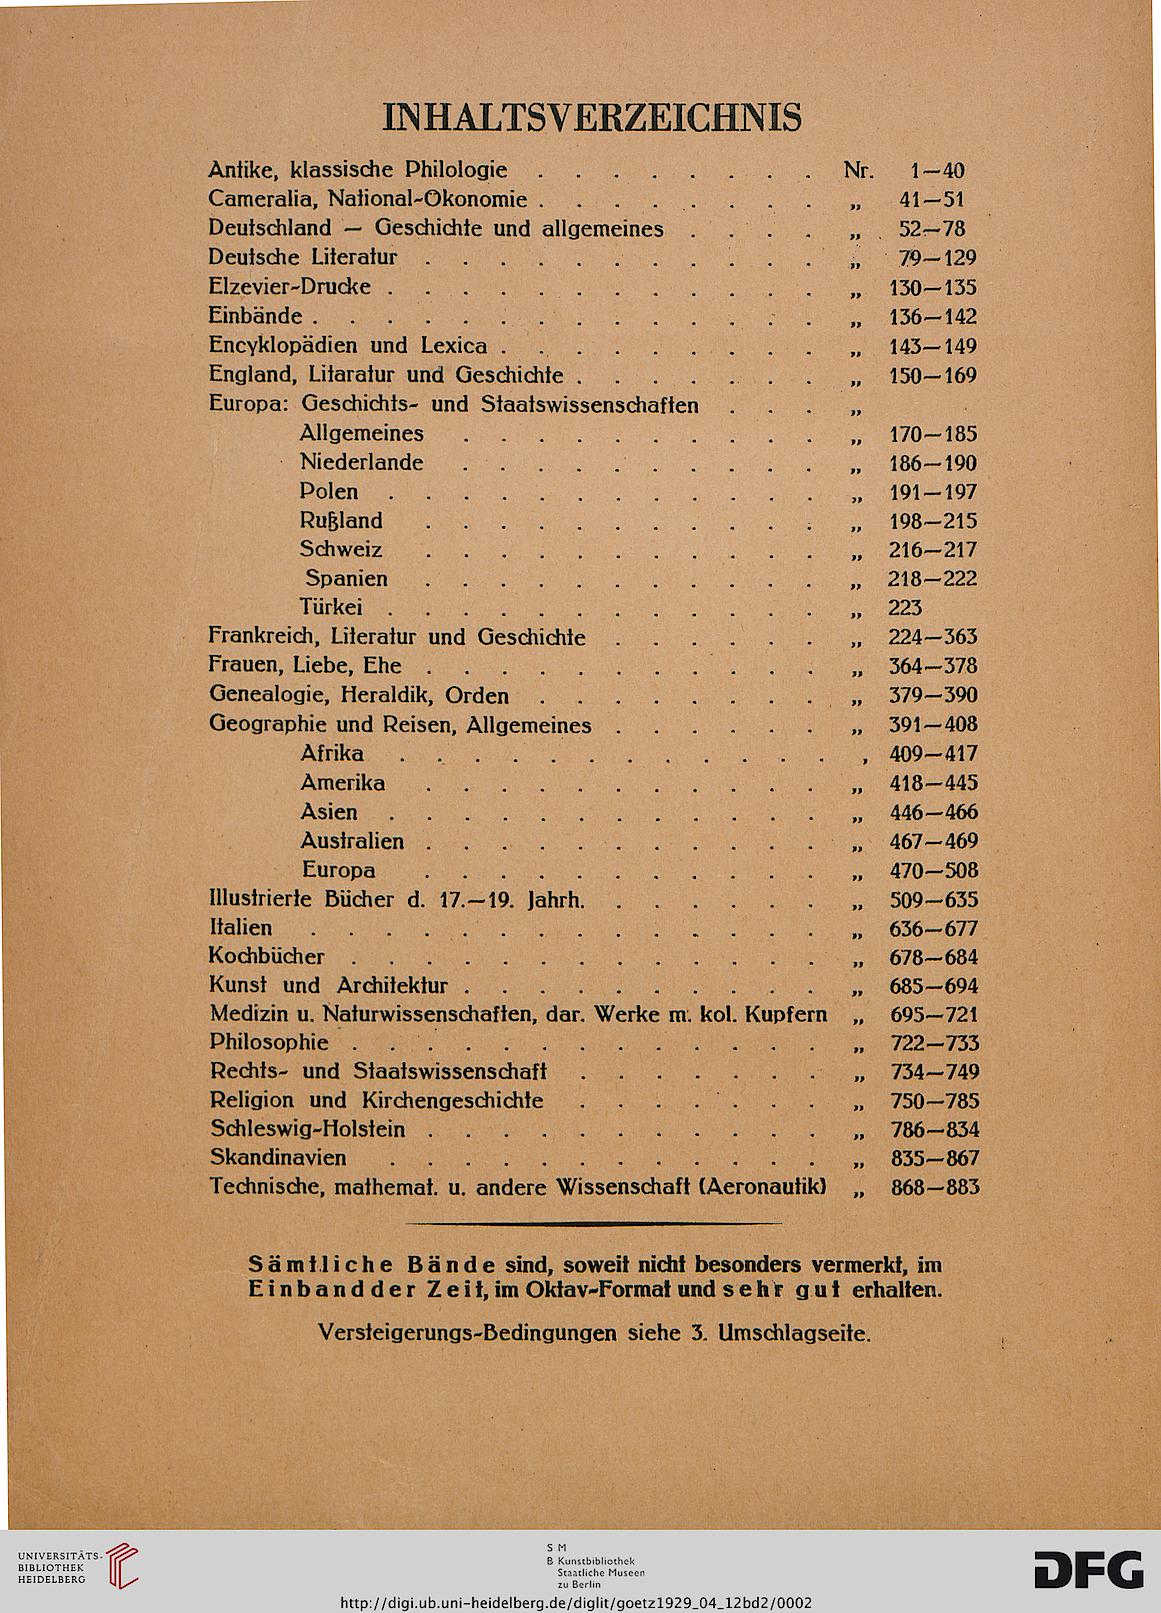 INHALTSVERZEICHNIS
Antike, klassische Philologie . . . . . . . . Nr. 1—40
Cameralia, National-Ökonomie . . . . . . . . „ 41—51
Deutschland — Geschichte und allgemeines . . . . „ 52—78
Deutsche Literatur . . . . . . . . . . . „ 79—129
Elzevier-Drucke . . . . . . . . . . . . „ 130—135
Einbände . . . . . . . . . . . . . . „ 136—142
Encyklopädien und Lexica . . . . . . . . . „ 143—149
England, Litaratur und Geschichte . . . . . . . „ 150—169
Europa: Geschichts- und Staatswissenschaften . . . „
Allgemeines . . . . . . . . . . „ 170—185
Niederlande . . . . . . . . . . „ 186—190
Polen . . . . . . . . . . . . „ 191—197
Rußland . . . . . . . . . . . „ 198—215
Schweiz . . . . . . . . . . . „ 216—217
Spanien . . . . . . . . . . . „ 218—222
Türkei . . . . . . . . . . . . „ 223
Frankreich, Literatur und Geschichte . . . . . . „ 224—363
Frauen, Liebe, Ehe . . . . . . . . . . . „ 364—378
Genealogie, Heraldik, Orden . . . . . . . . „ 379—390
Geographie und Reisen, Allgemeines . . . . . . „ 391—408
Afrika . . . . . . . . . . . . , 409—417
Amerika . . . . . . . . . . . „ 418—445
Asien . . . . . . . . . . . . „ 446—466
Australien . . . . . . . . . . . „ 467—469
Europa . . . . . . . . . . . „ 470—508
Illustrierte Bücher d. 17.—19. Jahrh. . . . . . . „ 509—635
Italien . . . . . . . . . . . . . . „ 636—677
Kochbücher . . . . . . . . . . . . . „ 678—684
Kunst und Architektur . . . . . . . . . . „ 685—694
Medizin u. Naturwissenschaften, dar. Werke m. kol. Kupfern „ 695—721
Philosophie . . . . . . . . . . . . . „ 722—733
Rechts- und Staatswissenschaft . . . . . . . „ 734—749
Religion und Kirchengeschichte . . . . . . . „ 750—785
Schleswig-Holstein . . . . . . . . . . . „ 786—834
Skandinavien . . . . . . . . . . . . „ 835—867
Technische, mathemat. u. andere Wissenschaft (Aeronautik) „ 868—883
Sämtliche Bände sind, soweit nicht besonders vermerkt, im
Einband der Zeit, im Oktav-Format und sehr gut erhalten.
Versteigerungs-Bedingungen siehe 3. Umschlagseite.
UNIVERSITÄTS-
BIBLIOTHEK
HEIDELBERG
S M
B Kunstbibliothek
Staatliche Museen
zu Berlin
DFG
http://digi.ub.uni-heidelberg.de/diglit/goetz1929_04_12bd2/0002